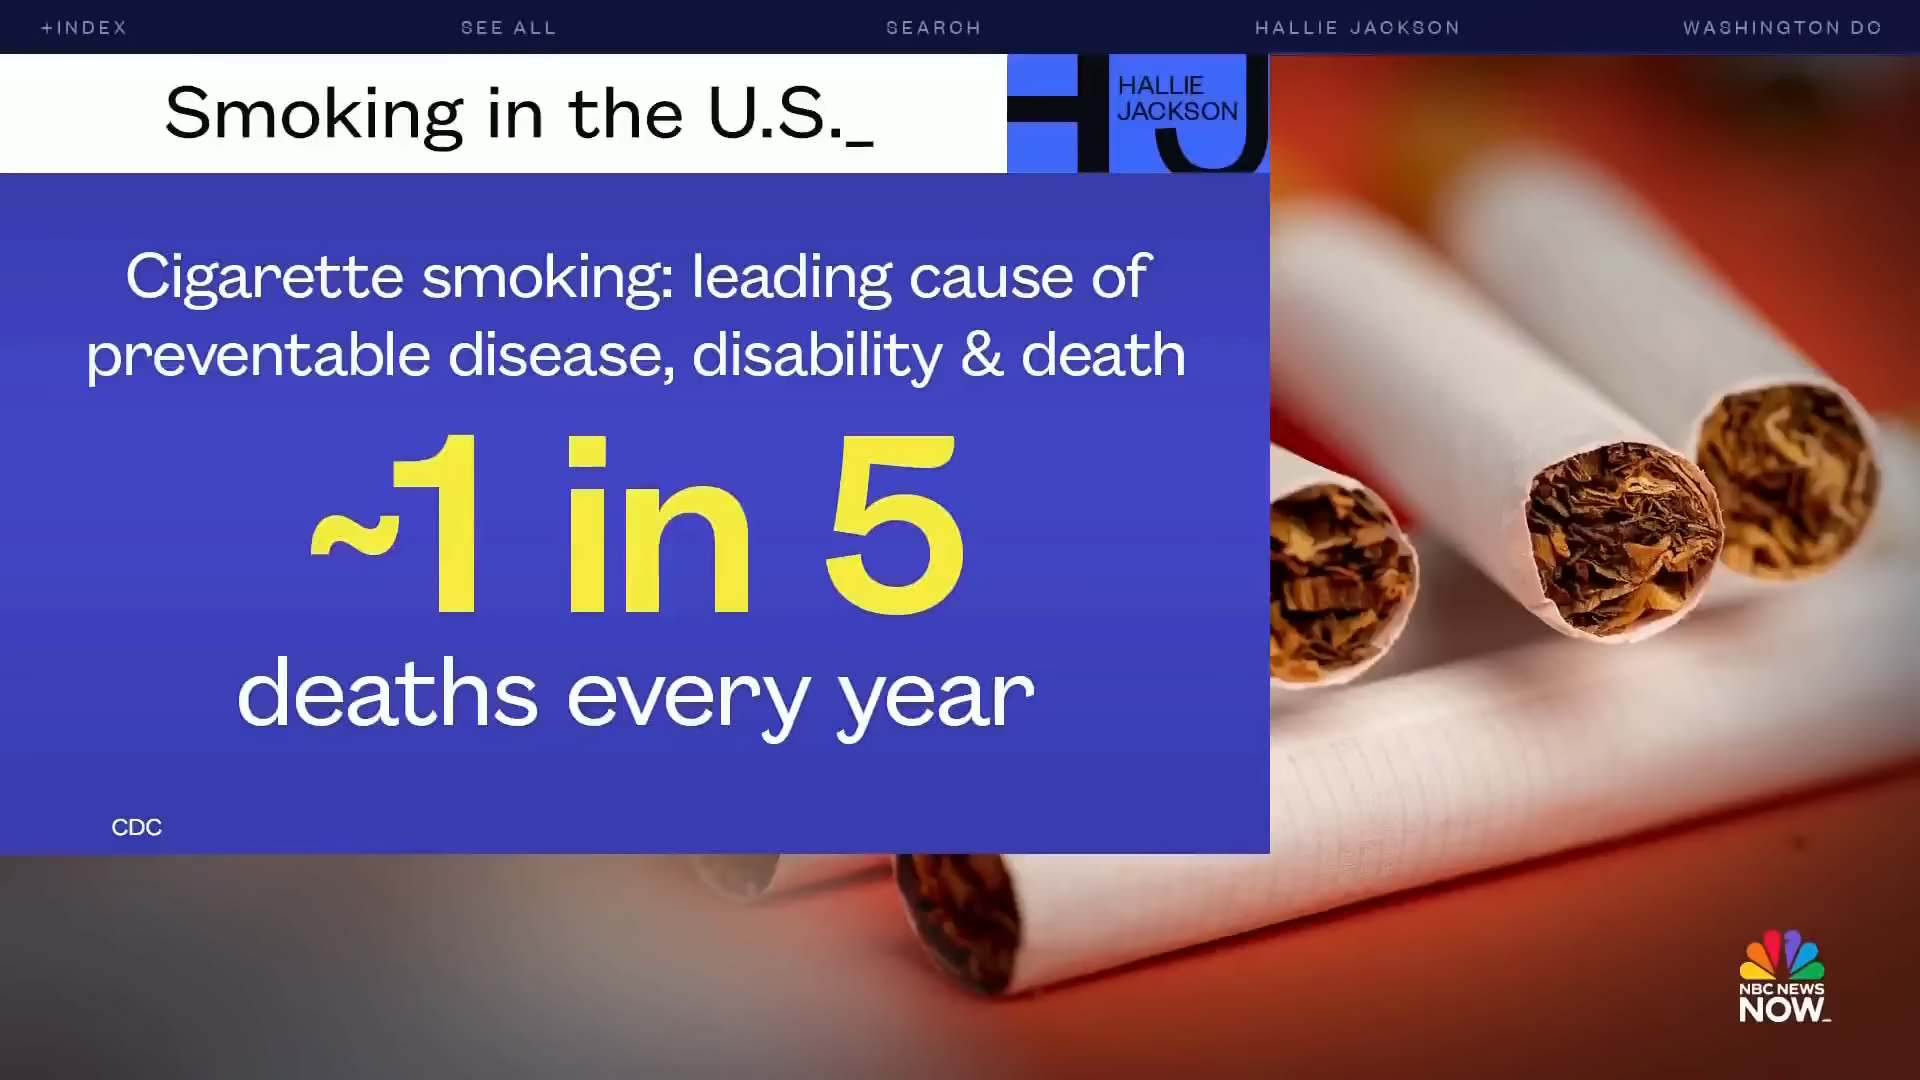 +INDEX
SEE ALL
SEARCH
HALLIE JACKSON
WASHINGTON DC
Smoking in the U.S._
HJ
HALLIE
JACKSON
Cigarette smoking: leading cause of
preventable disease, disability & death
~1 in 5
deaths every year
CDC
NBC NEWS
NOW_